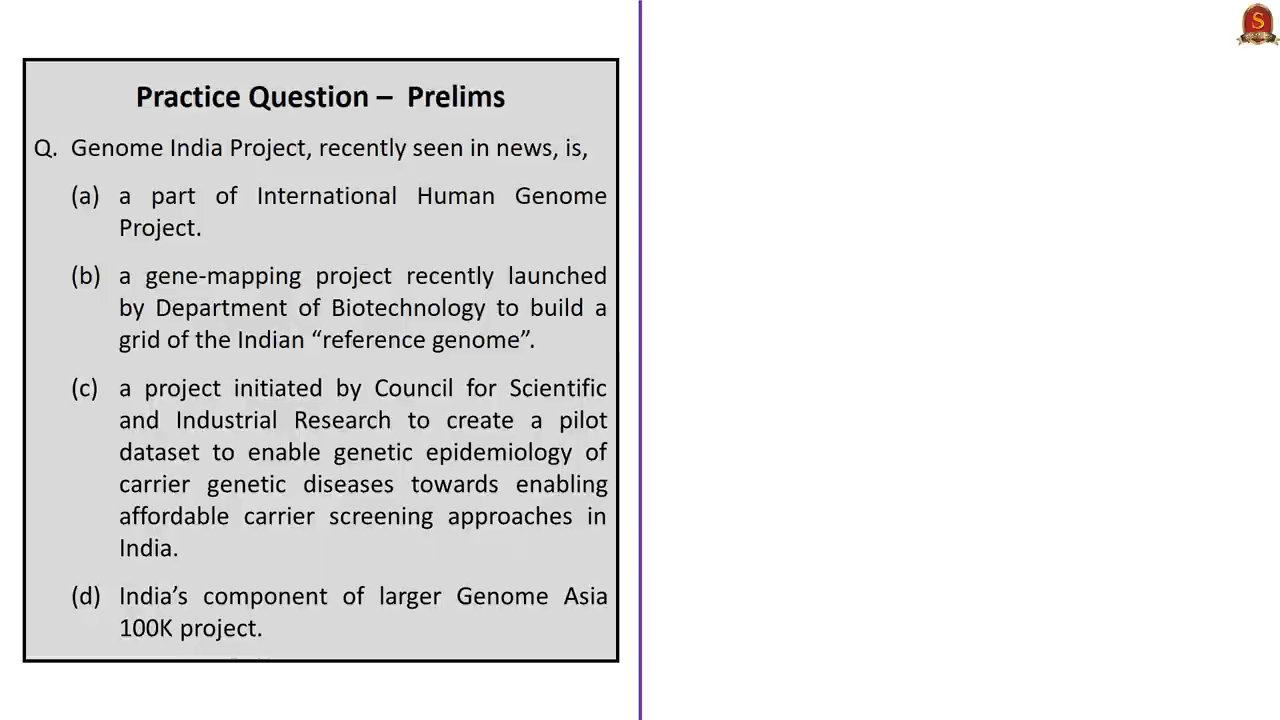 S
Practice Question – Prelims
Q. Genome India Project, recently seen in news, is,
(a) a part of International Human Genome
Project.
(b) a gene-mapping project recently launched
by Department of Biotechnology to build a
grid of the Indian “reference genome”.
(c) a project initiated by Council for Scientific
and Industrial Research to create a pilot
dataset to enable genetic epidemiology of
carrier genetic diseases towards enabling
affordable carrier screening approaches in
India.
(d) India’s component of larger Genome Asia
100K project.